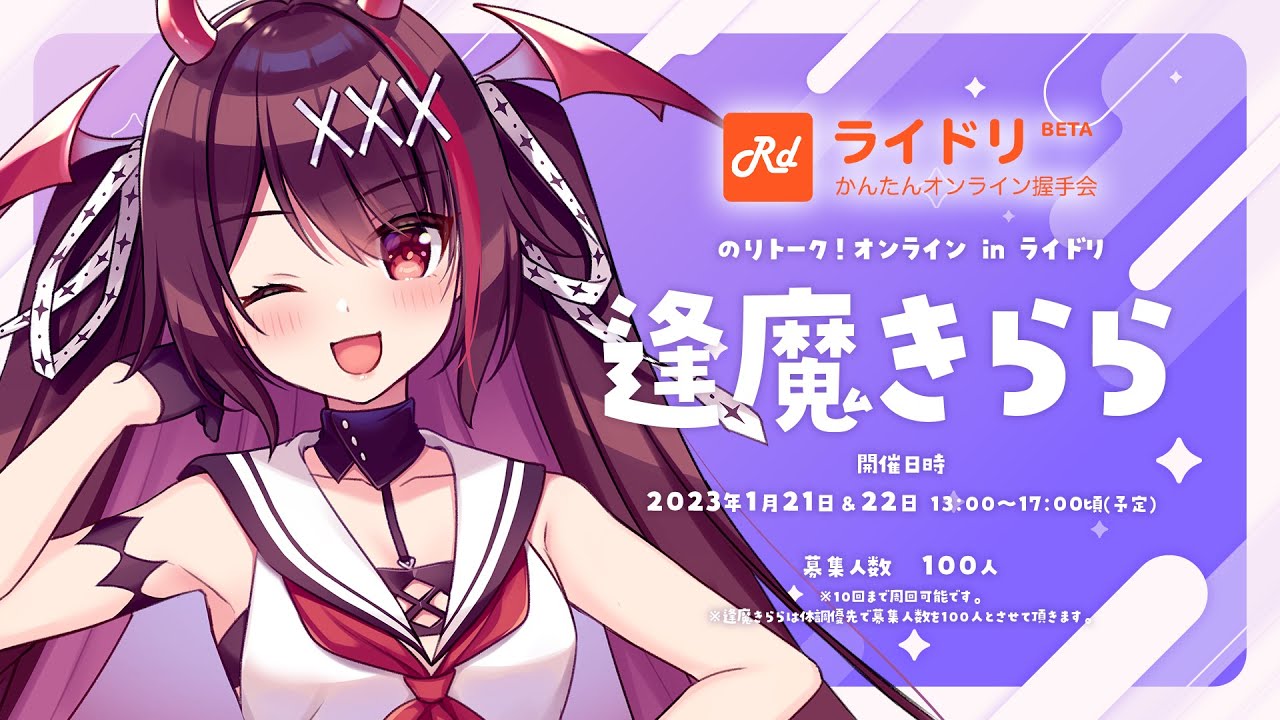 Rd
ライドリ BETA
かんたんオンライン握手会
のりトーク!オンライン in ライドリ
逢魔きらら
開催日時
2023年1月21日&22日 13:00〜17:00頃(予定)
募集人数 100人
※10回まで周回可能です。
※逢魔きららは体調優先で募集人数を100人とさせて頂きます。